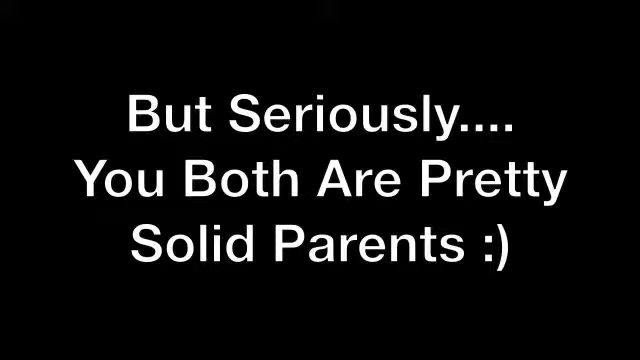 But Seriously....
You Both Are Pretty
Solid Parents :)